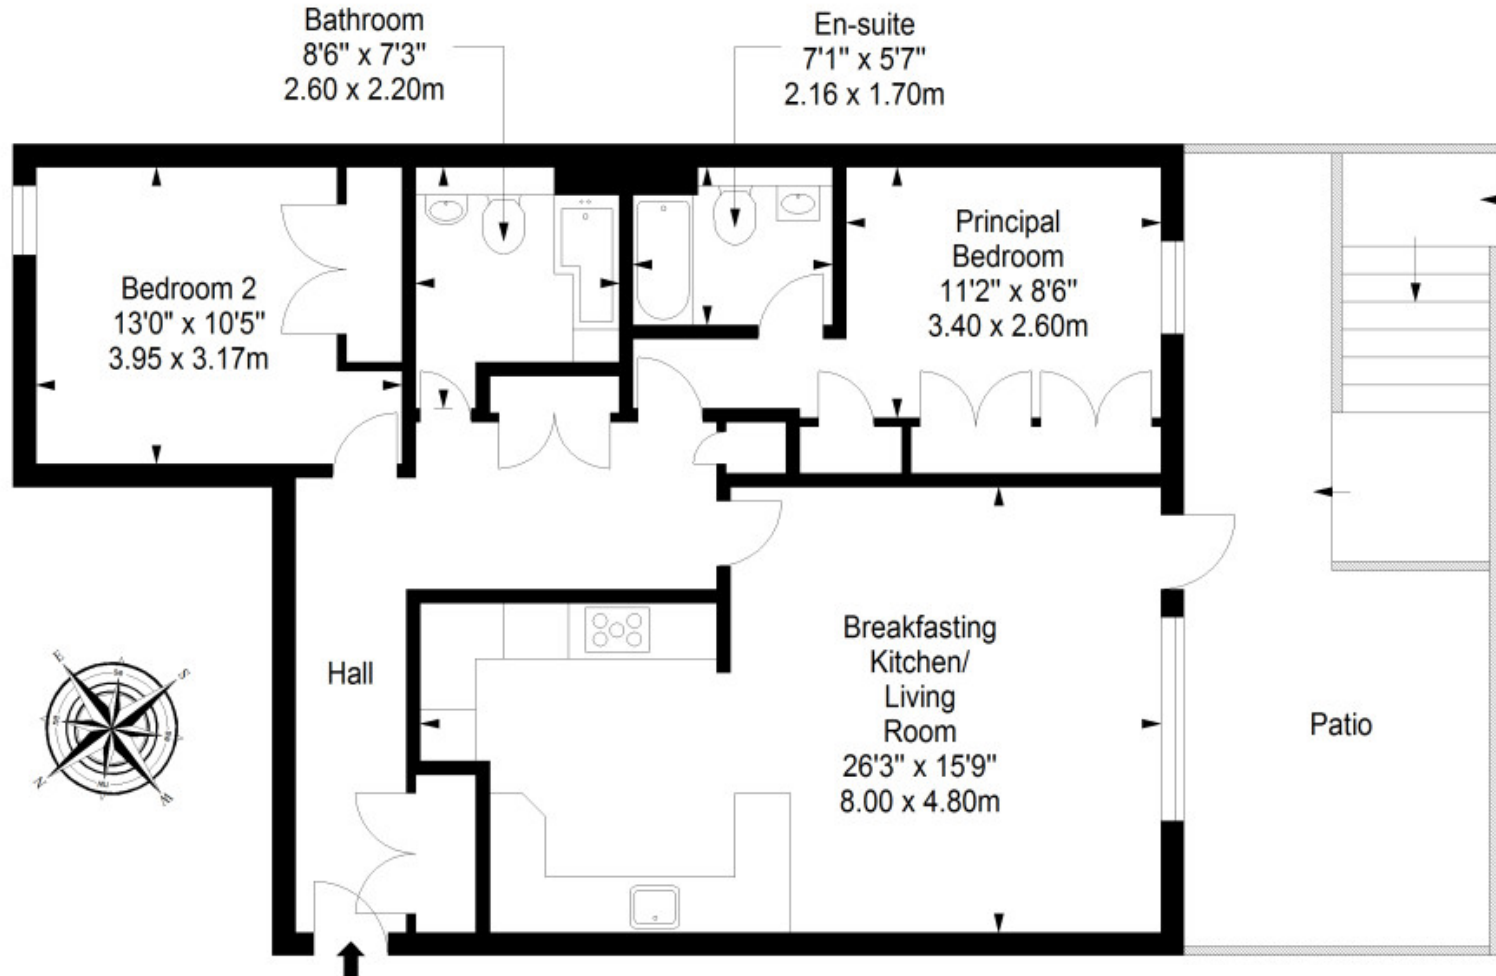 Bathroom
8'6" x 7'3"
2.60 x 2.20m
En-suite
7'1" x 5'7"
2.16 x 1.70m
Principal
Bedroom
11'2" x 8'6"
3.40 x 2.60m
Bedroom 2
13'0" x 10'5"
3.95 x 3.17m
Breakfasting
Kitchen/
Living
Room
26'3" x 15'9"
8.00 x 4.80m
Hall
Patio
E
S
N
W